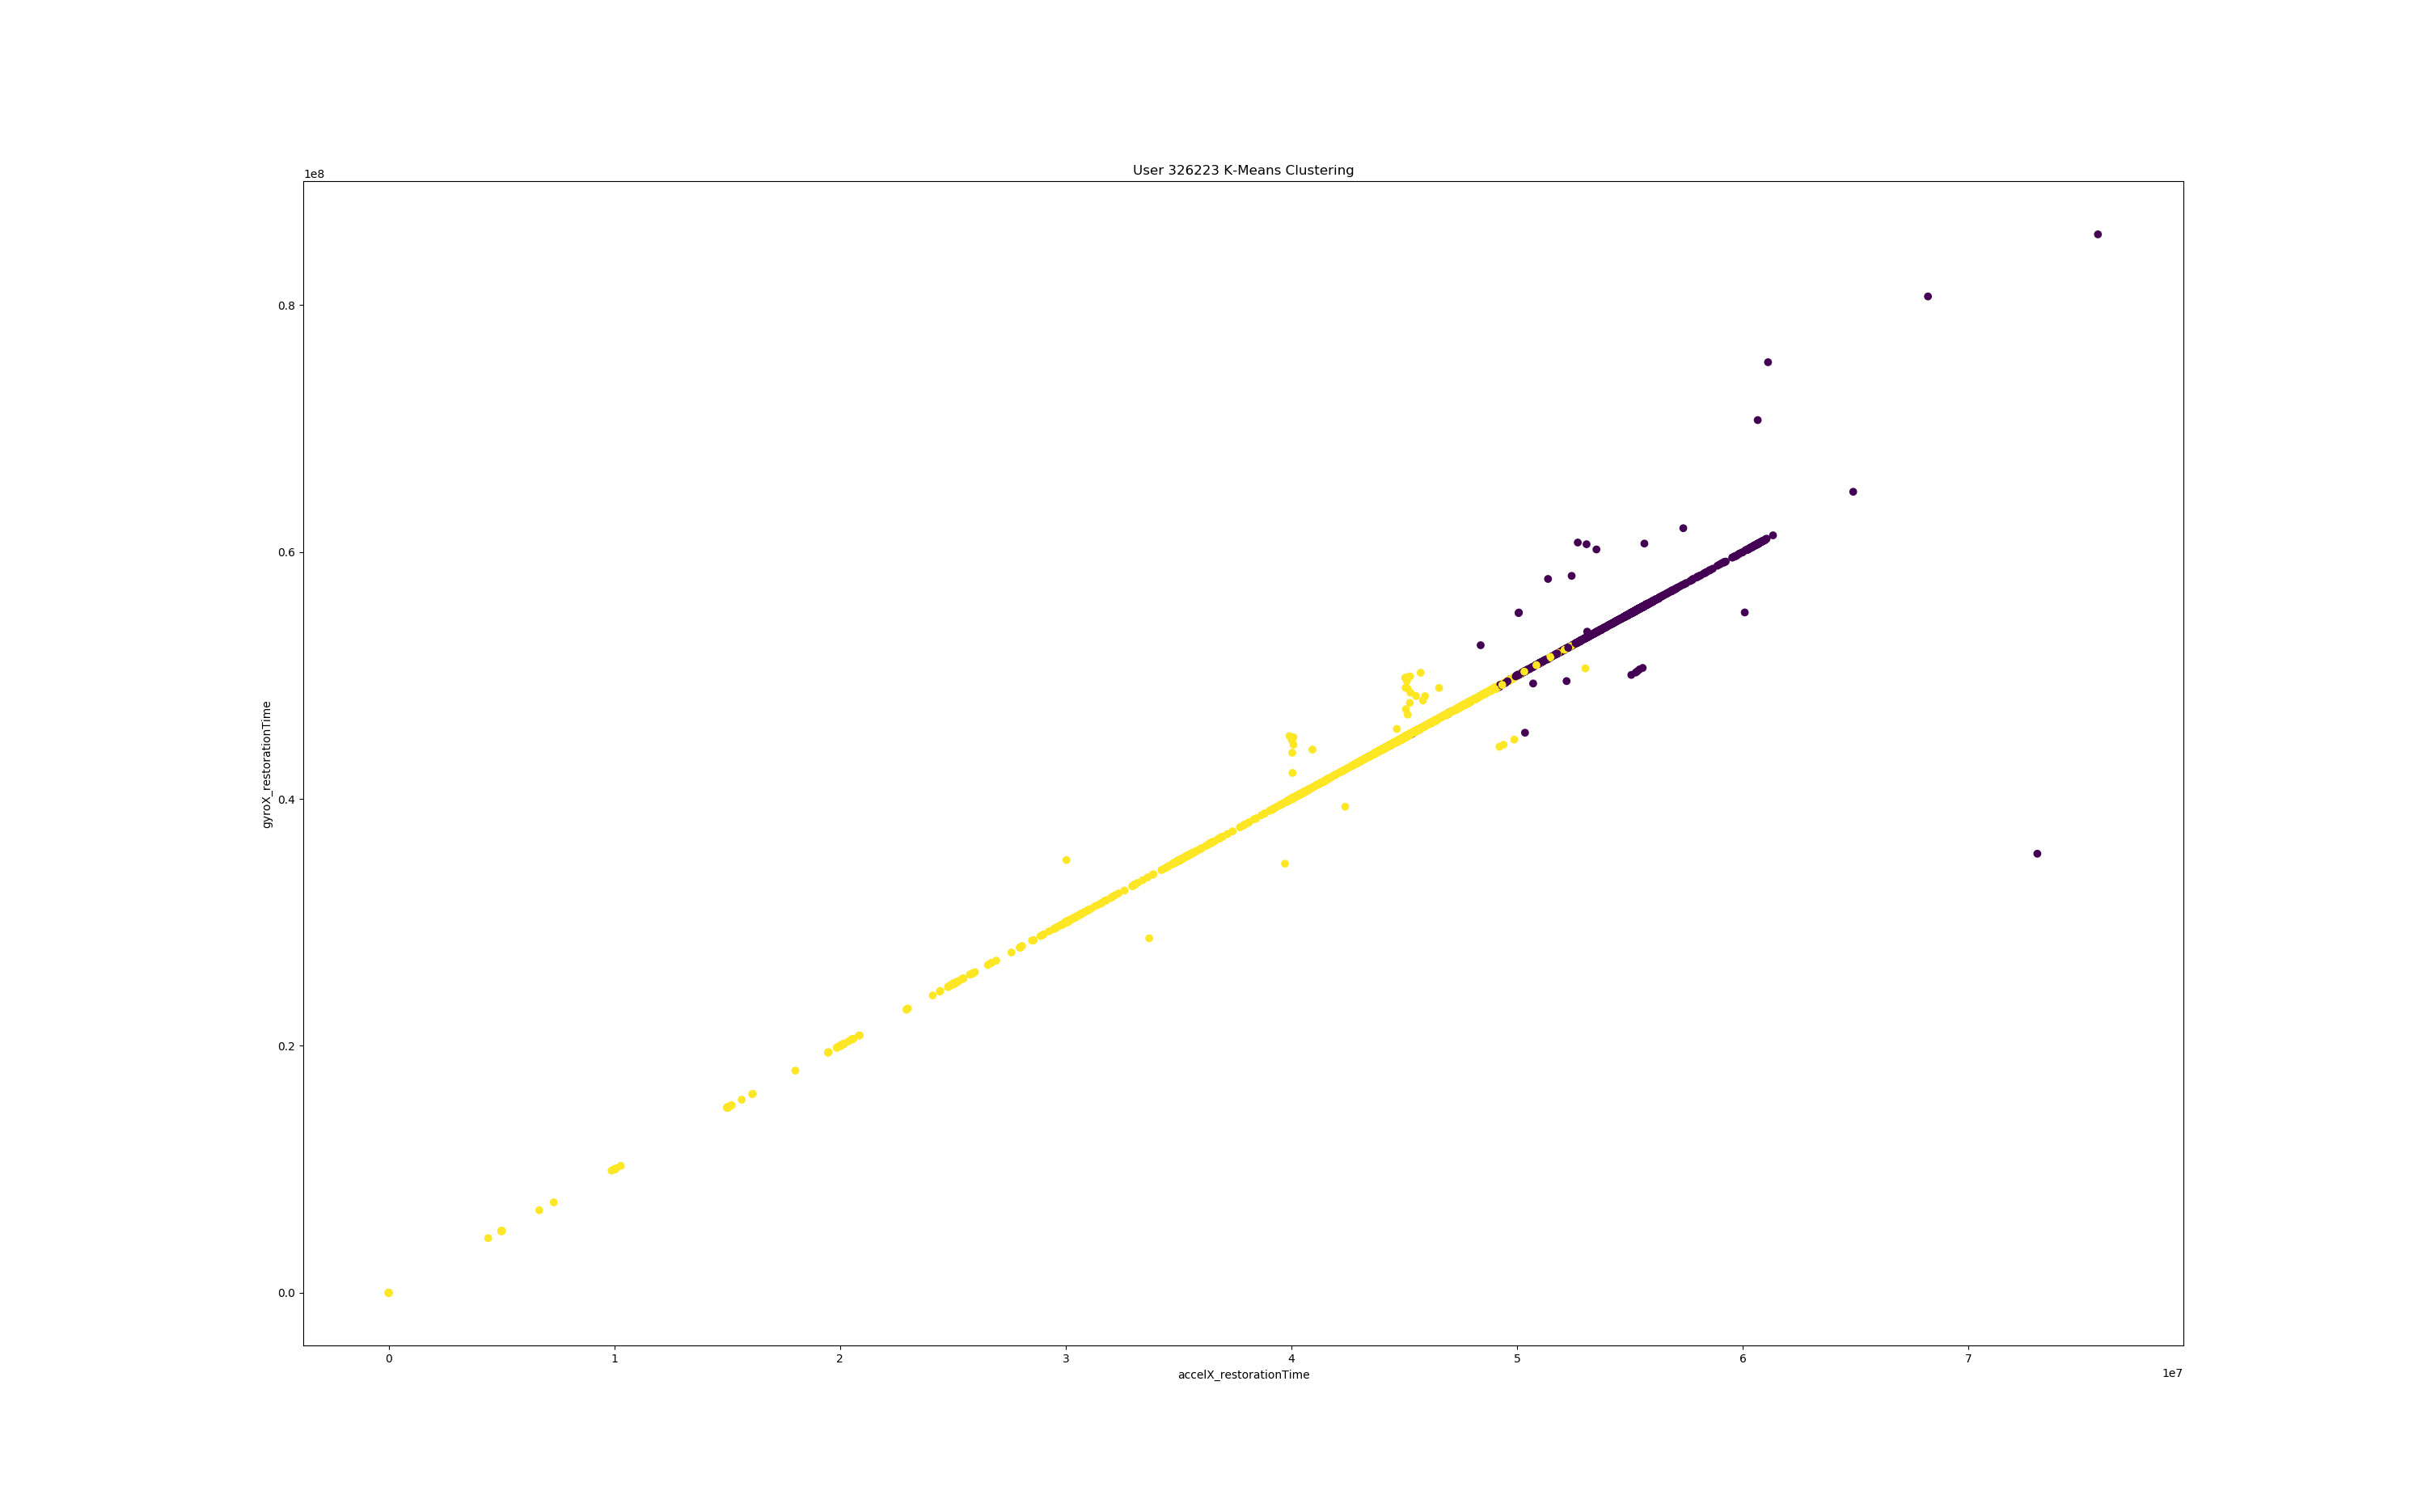 User 326223 K-Means Clustering
1e8
0.8
0.6
0.4
0.2
0.0
gyroX_restorationTime
0 1 2 3 4 5 6 7
1e7
accelX_restorationTime